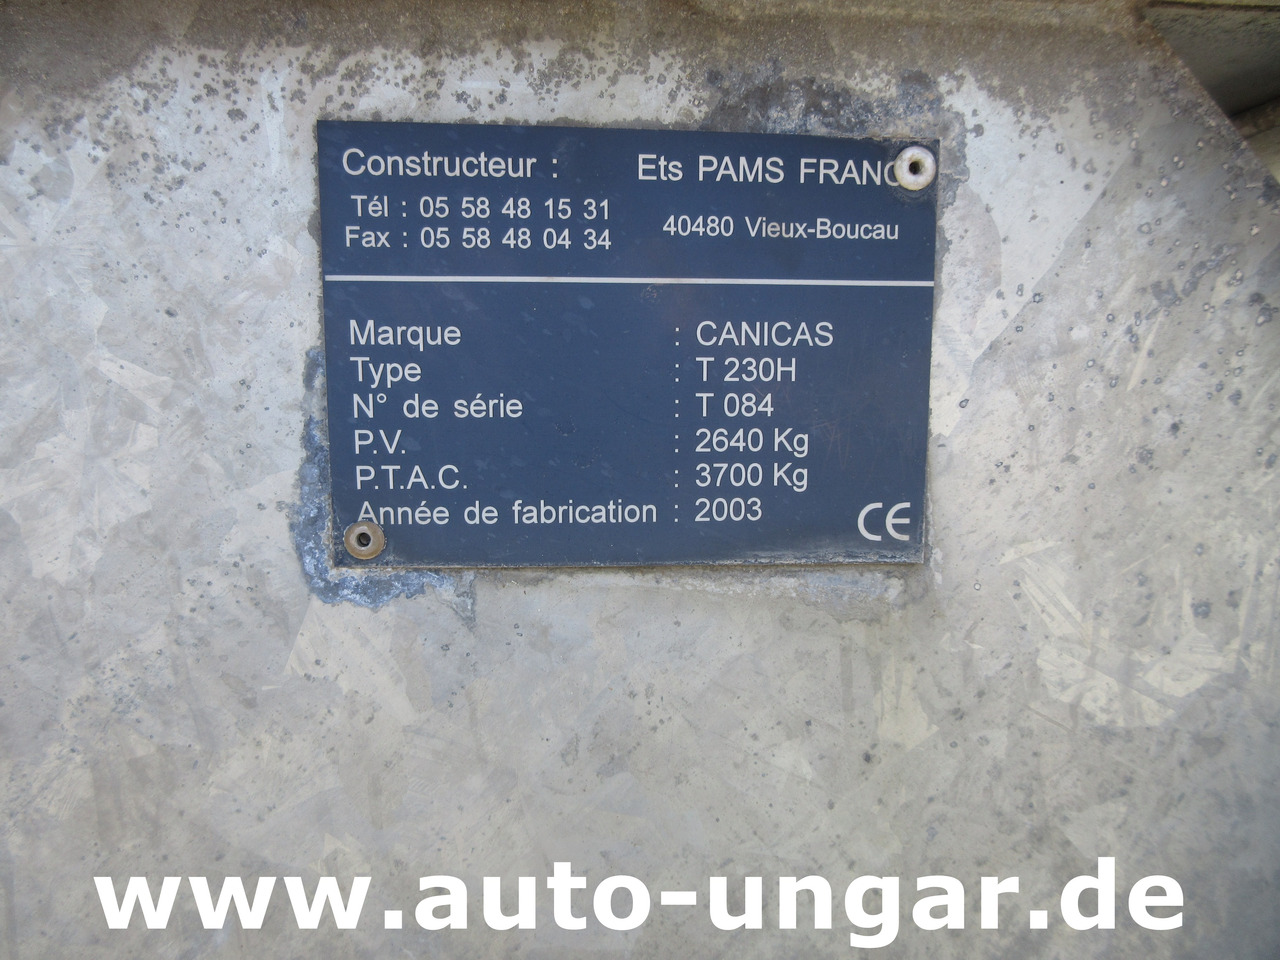 Constructeur : Ets PAMS FRANC
Tél : 05 58 48 15 31
Fax : 05 58 48 04 34
40480 Vieux-Boucau
Marque : CANICAS
Type : T 230H
N° de série : T 084
P.V. : 2640 Kg
P.T.A.C. : 3700 Kg
Année de fabrication : 2003
CE
www.auto-ungar.de